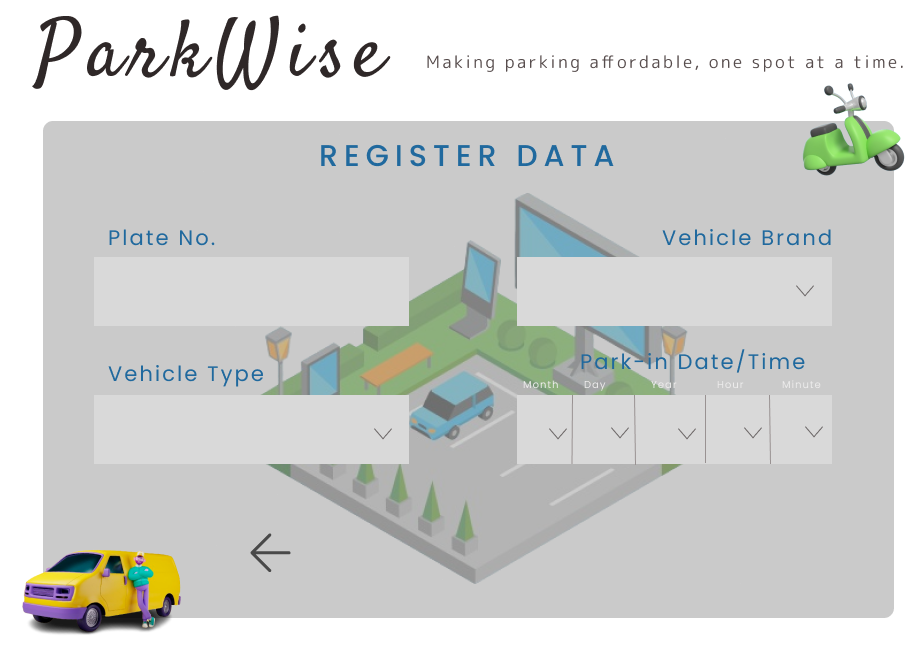 ParkWise
Making parking affordable, one spot at a time.
REGISTER DATA
Plate No.
Vehicle Brand
Vehicle Type
Park-in Date/Time
Month Day Year Hour Minute